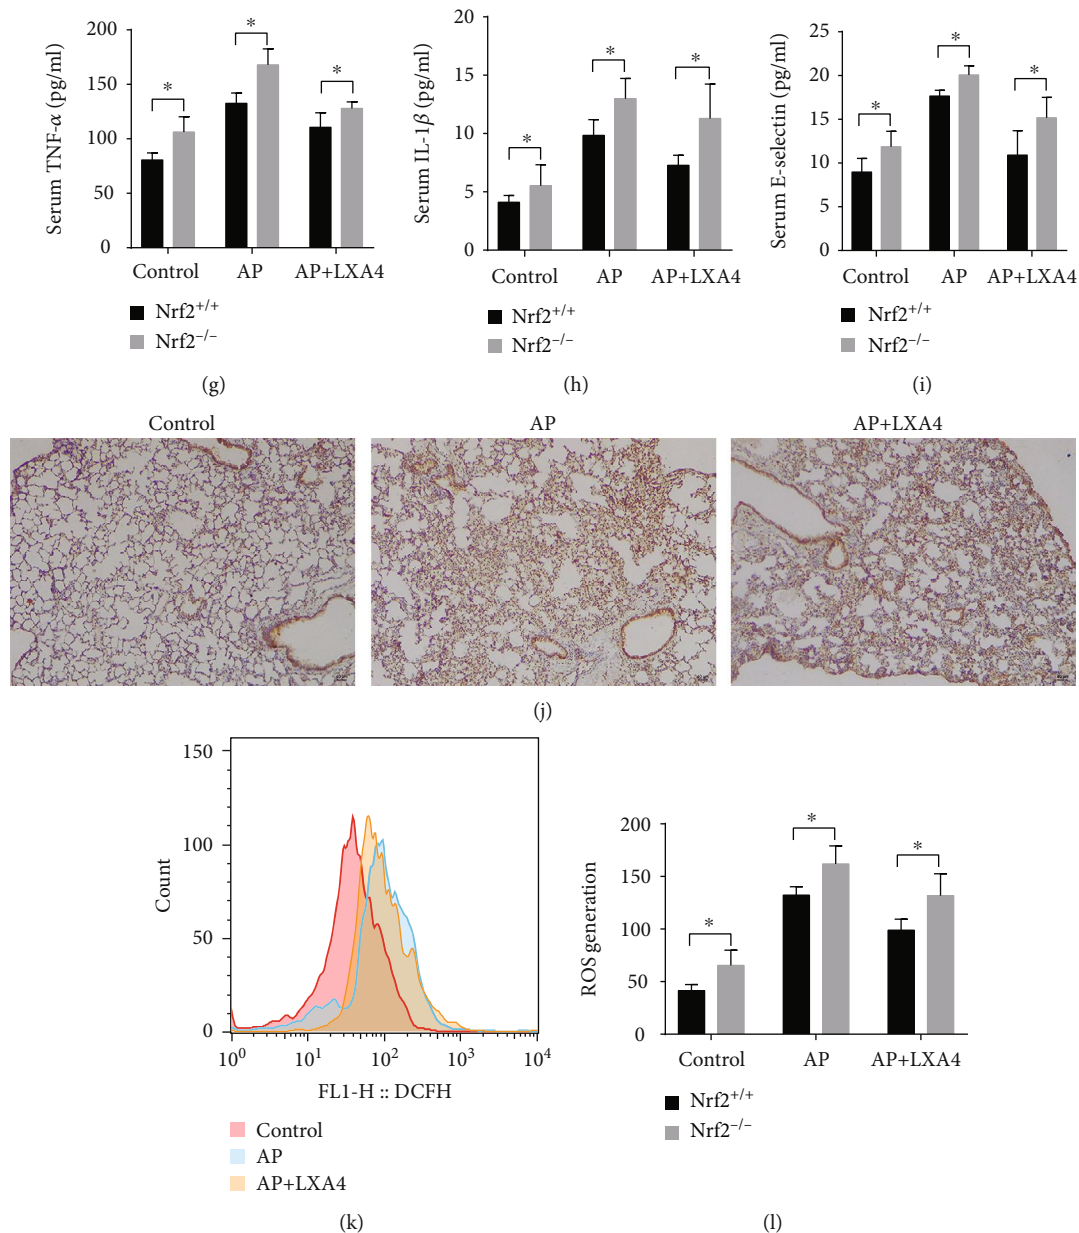 Serum TNF-α (pg/ml)
200
150
100
50
0
*
*
*
Control
AP
AP+LXA4
Nrf2+/+
Nrf2−/−
(g)
Serum IL-1β (pg/ml)
20
15
10
5
0
*
*
*
Control
AP
AP+LXA4
Nrf2+/+
Nrf2−/−
(h)
Serum E-selectin (pg/ml)
25
20
15
10
5
0
*
*
*
Control
AP
AP+LXA4
Nrf2+/+
Nrf2−/−
(i)
Control
AP
AP+LXA4
(j)
Count
150
100
50
0
10⁰
10¹
10²
10³
10⁴
FL1-H :: DCFH
Control
AP
AP+LXA4
(k)
ROS generation
200
150
100
50
0
*
*
*
Control
AP
AP+LXA4
Nrf2+/+
Nrf2−/−
(l)